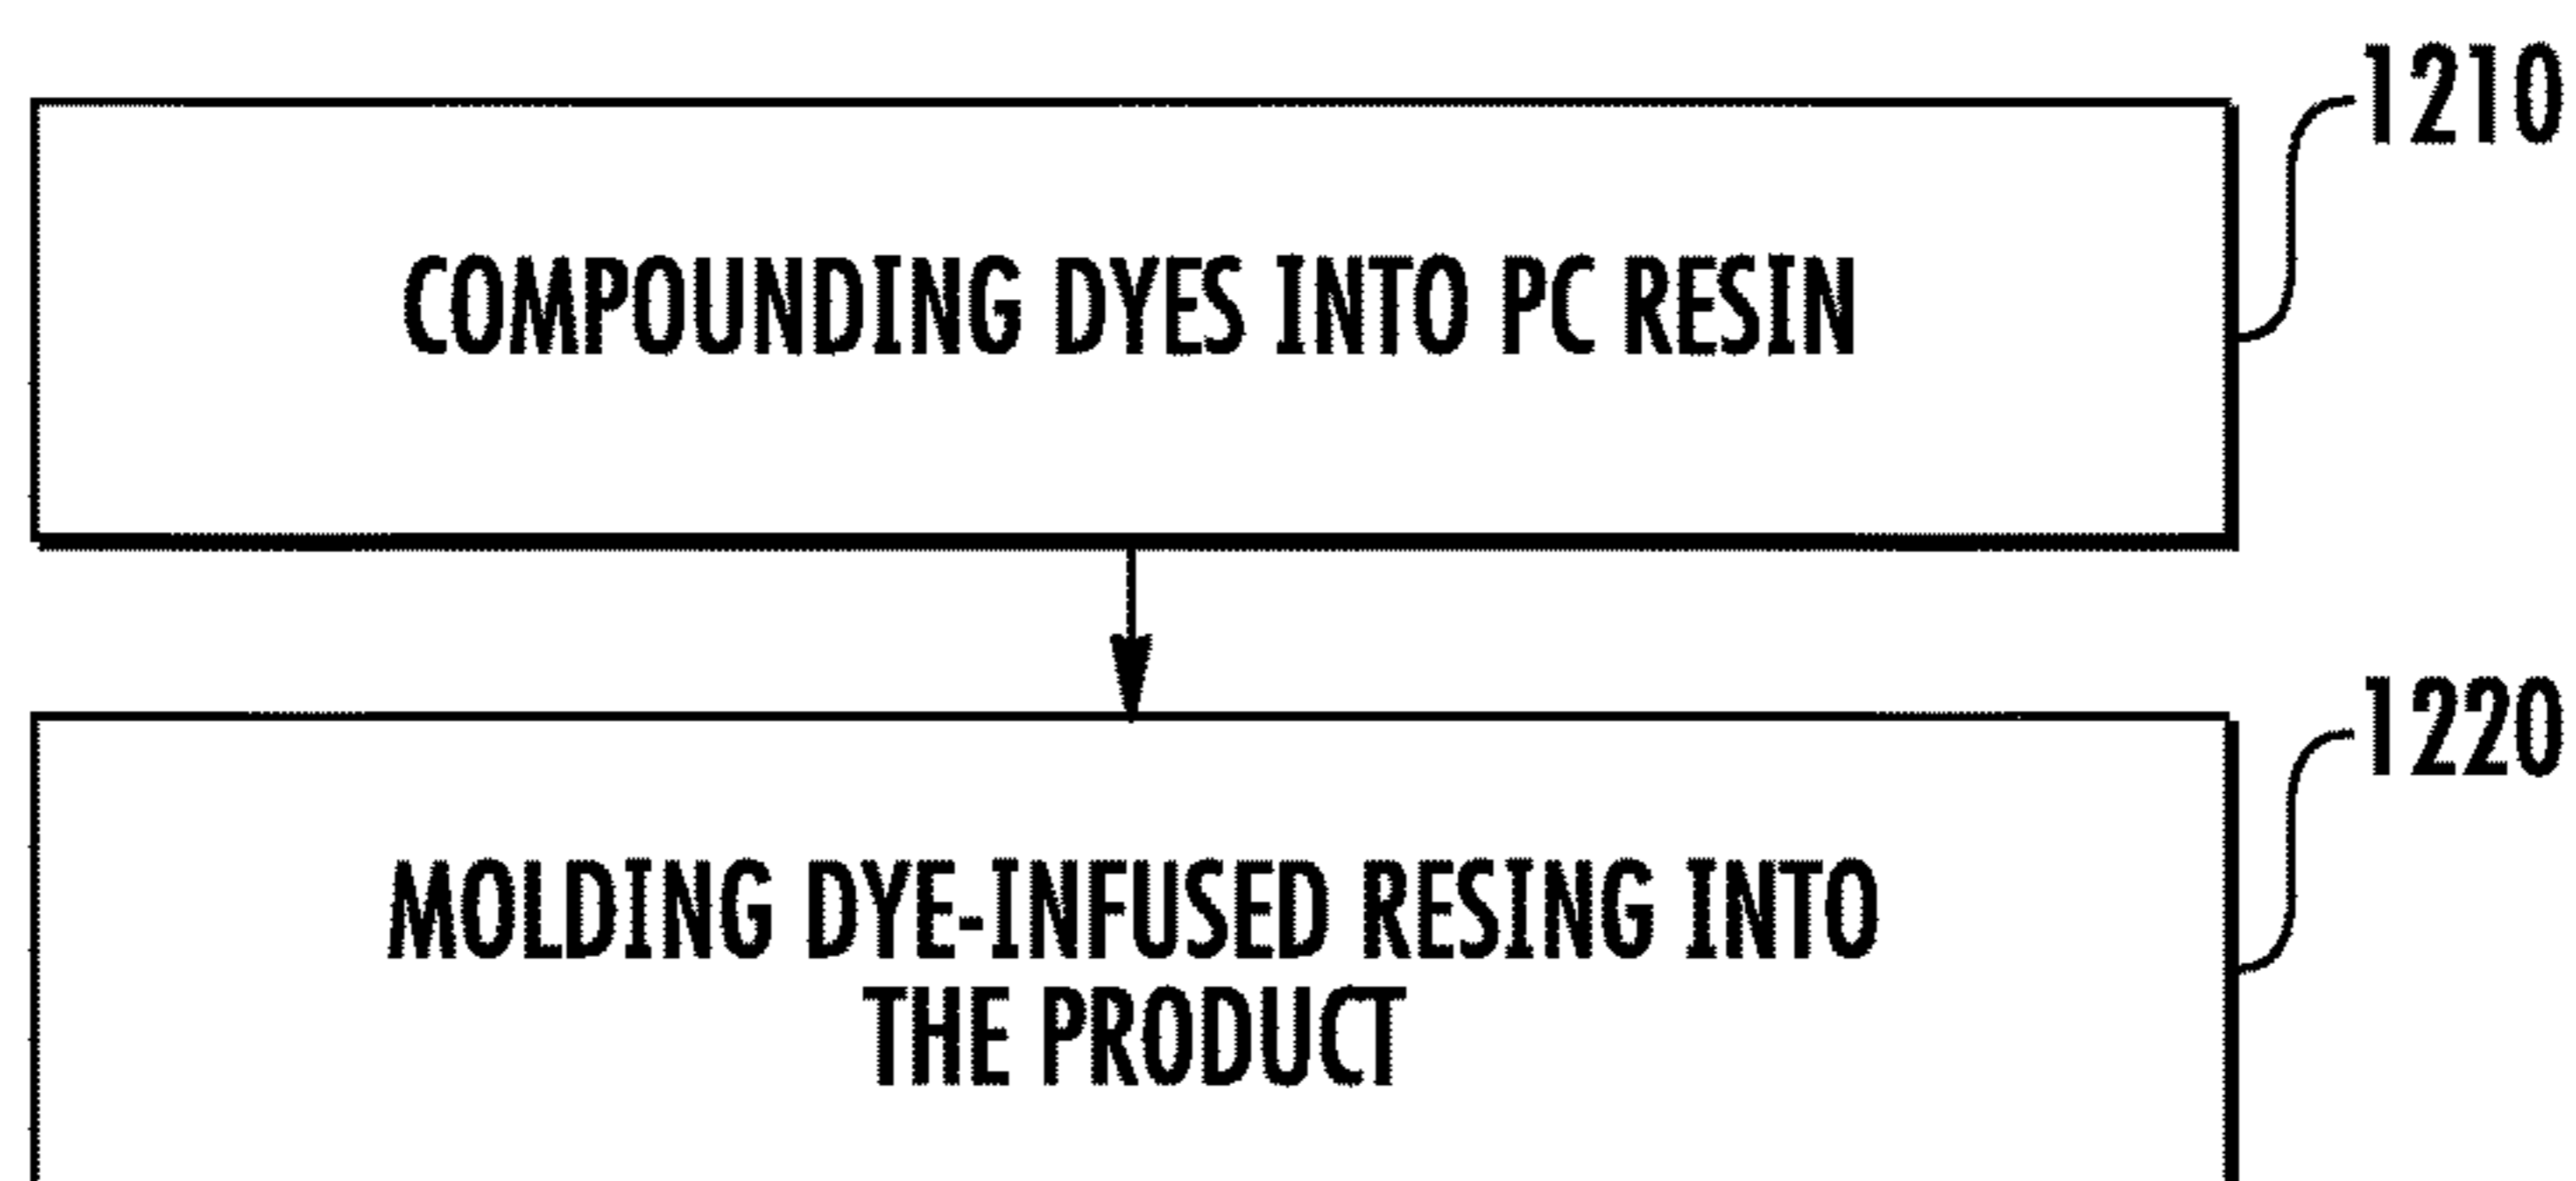 1210
COMPOUNDING DYES INTO PC RESIN
1220
MOLDING DYE-INFUSED RESING INTO
THE PRODUCT